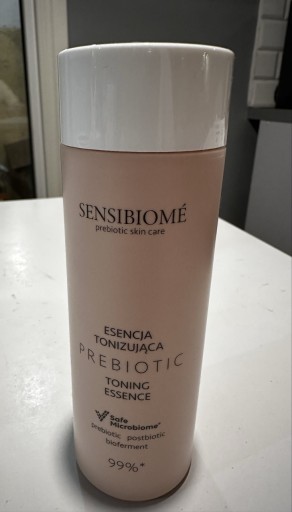 SENSIBIOMÉ
prebiotic skin care
ESENCJA
TONIZUJĄCA
PREBIOTIC
TONING
ESSENCE
Safe
Microbiome®
prebiotic postbiotic
bioferment
99%*